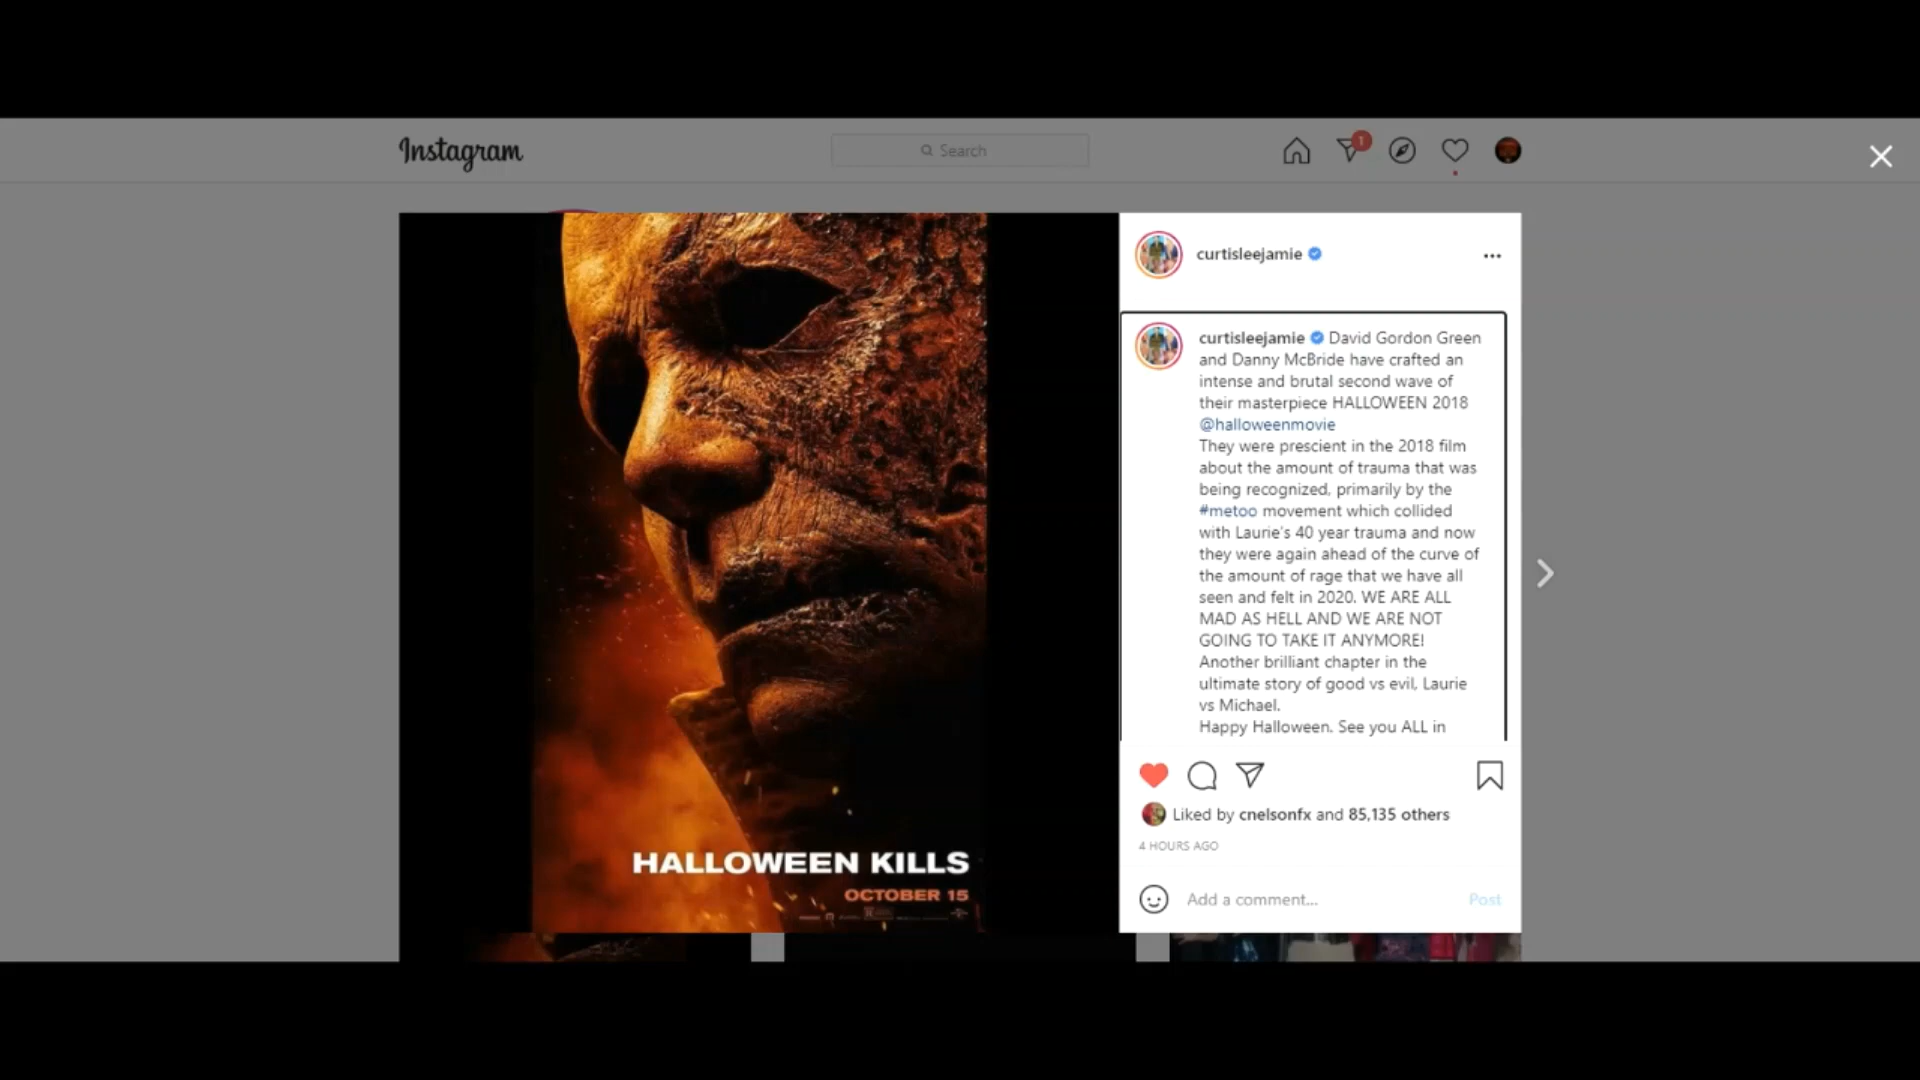 Instagram
Search
1
curtisleejamie
curtisleejamie David Gordon Green
and Danny McBride have crafted an
intense and brutal second wave of
their masterpiece HALLOWEEN 2018
@halloweenmovie
They were prescient in the 2018 film
about the amount of trauma that was
being recognized, primarily by the
#metoo movement which collided
with Laurie's 40 year trauma and now
they were again ahead of the curve of
the amount of rage that we have all
seen and felt in 2020. WE ARE ALL
MAD AS HELL AND WE ARE NOT
GOING TO TAKE IT ANYMORE!
Another brilliant chapter in the
ultimate story of good vs evil, Laurie
vs Michael.
Happy Halloween. See you ALL in
Liked by cnelsonfx and 85,135 others
4 HOURS AGO
Add a comment...
Post
HALLOWEEN KILLS
OCTOBER 15